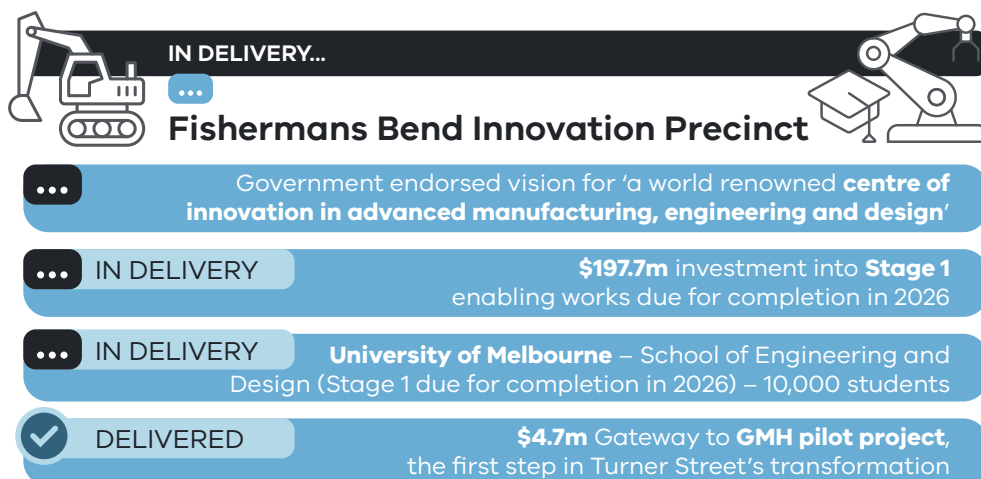 IN DELIVERY...
...
Fishermans Bend Innovation Precinct
...
Government endorsed vision for ‘a world renowned centre of
innovation in advanced manufacturing, engineering and design’
... IN DELIVERY
$197.7m investment into Stage 1
enabling works due for completion in 2026
... IN DELIVERY
University of Melbourne – School of Engineering and
Design (Stage 1 due for completion in 2026) – 10,000 students
DELIVERED
$4.7m Gateway to GMH pilot project,
the first step in Turner Street’s transformation